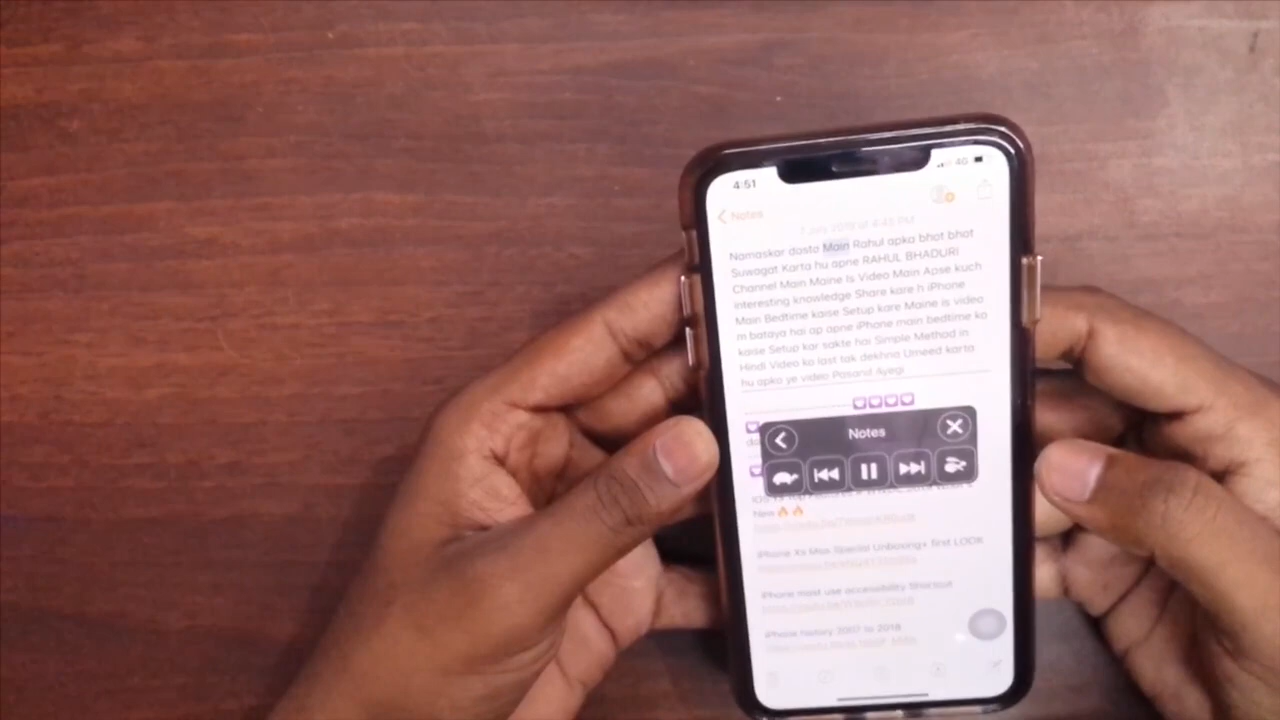 4:51
4G
Notes
7 July 2019 at 4:43 PM
Namaskar dosto Main Rahul apka bhot bhot
Suwagat Karta hu apne RAHUL BHADURI
Channel Main Maine Is Video Main Apse kuch
interesting knowledge Share kare h iPhone
Main Bedtime kaise Setup kare Maine is video
m bataya hai ap apne iPhone main bedtime ko
kaise Setup kar sakte hai Simple Method in
Hindi Video ko last tak dekhna Umeed karta
hu apko ye video Pasand Ayegi
Notes
New 🔥🔥
iPhone Xs Max Special Unboxing+ first LOOK
iPhone most use accessibility Shortcut
iPhone history 2007 to 2018